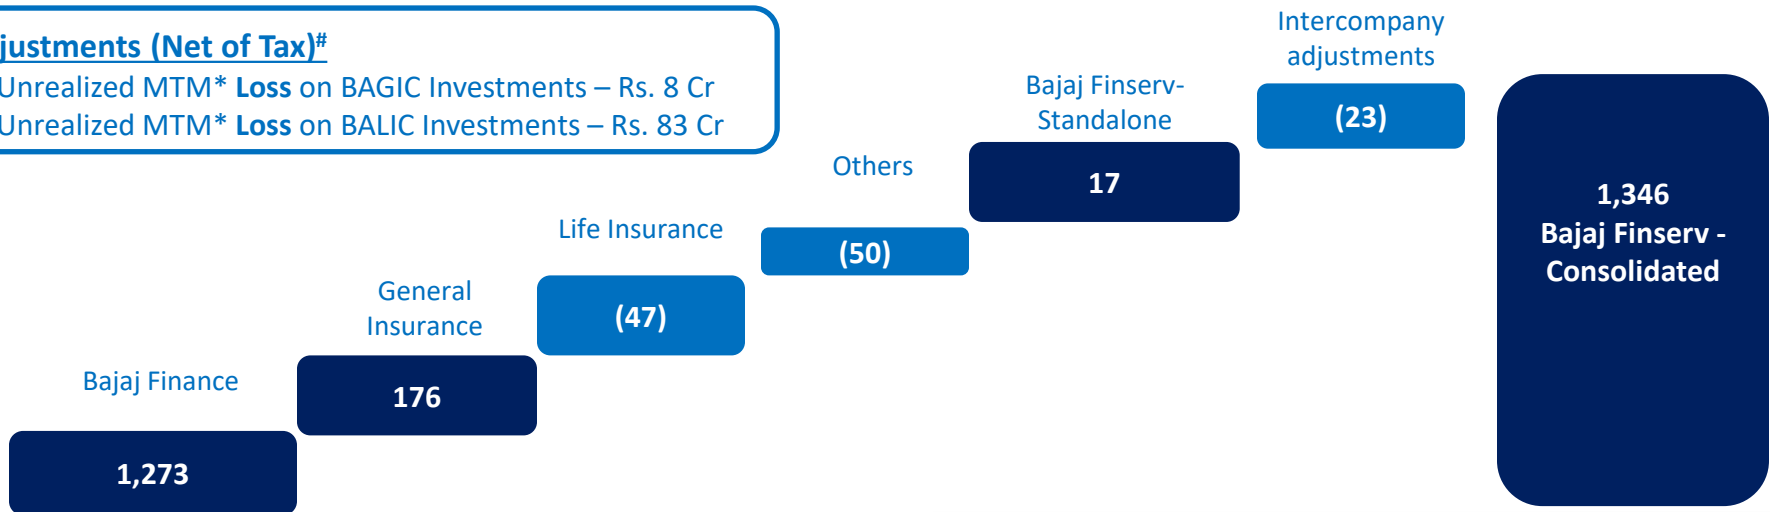 justments (Net of Tax)#
Unrealized MTM* Loss on BAGIC Investments – Rs. 8 Cr
Unrealized MTM* Loss on BALIC Investments – Rs. 83 Cr
Bajaj Finance
1,273
General
Insurance
176
Life Insurance
(47)
Others
(50)
Bajaj Finserv-
Standalone
17
Intercompany
adjustments
(23)
1,346
Bajaj Finserv -
Consolidated